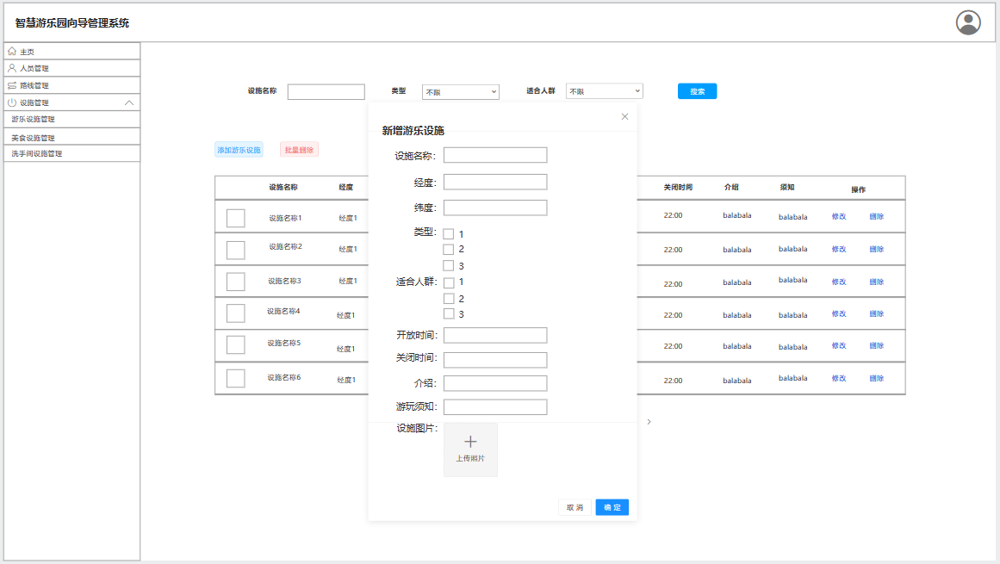 智慧游乐园向导管理系统
主页
人员管理
路线管理
设施管理
游乐设施管理
美食设施管理
洗手间设施管理
设施名称 类型 不限 适合人群 不限 搜索
添加游乐设施 批量删除
设施名称 经度 关闭时间 介绍 须知 操作
设施名称1 经度1 22:00 balabala balabala 修改 删除
设施名称2 经度1 22:00 balabala balabala 修改 删除
设施名称3 经度1 22:00 balabala balabala 修改 删除
设施名称4 经度1 22:00 balabala balabala 修改 删除
设施名称5 经度1 22:00 balabala balabala 修改 删除
设施名称6 经度1 22:00 balabala balabala 修改 删除
新增游乐设施
设施名称：
经度：
纬度：
类型： 1
2
3
适合人群： 1
2
3
开放时间：
关闭时间：
介绍：
游玩须知：
设施图片：
上传照片
取 消 确 定